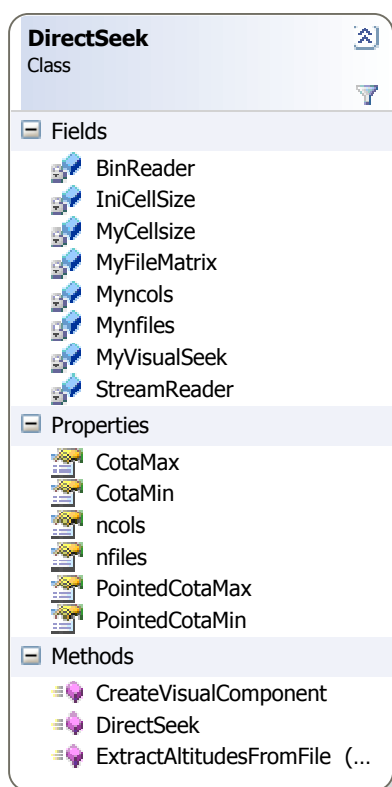 DirectSeek
Class
Fields
BinReader
IniCellSize
MyCellsize
MyFileMatrix
Myncols
Mynfiles
MyVisualSeek
StreamReader
Properties
CotaMax
CotaMin
ncols
nfiles
PointedCotaMax
PointedCotaMin
Methods
CreateVisualComponent
DirectSeek
ExtractAltitudesFromFile (...